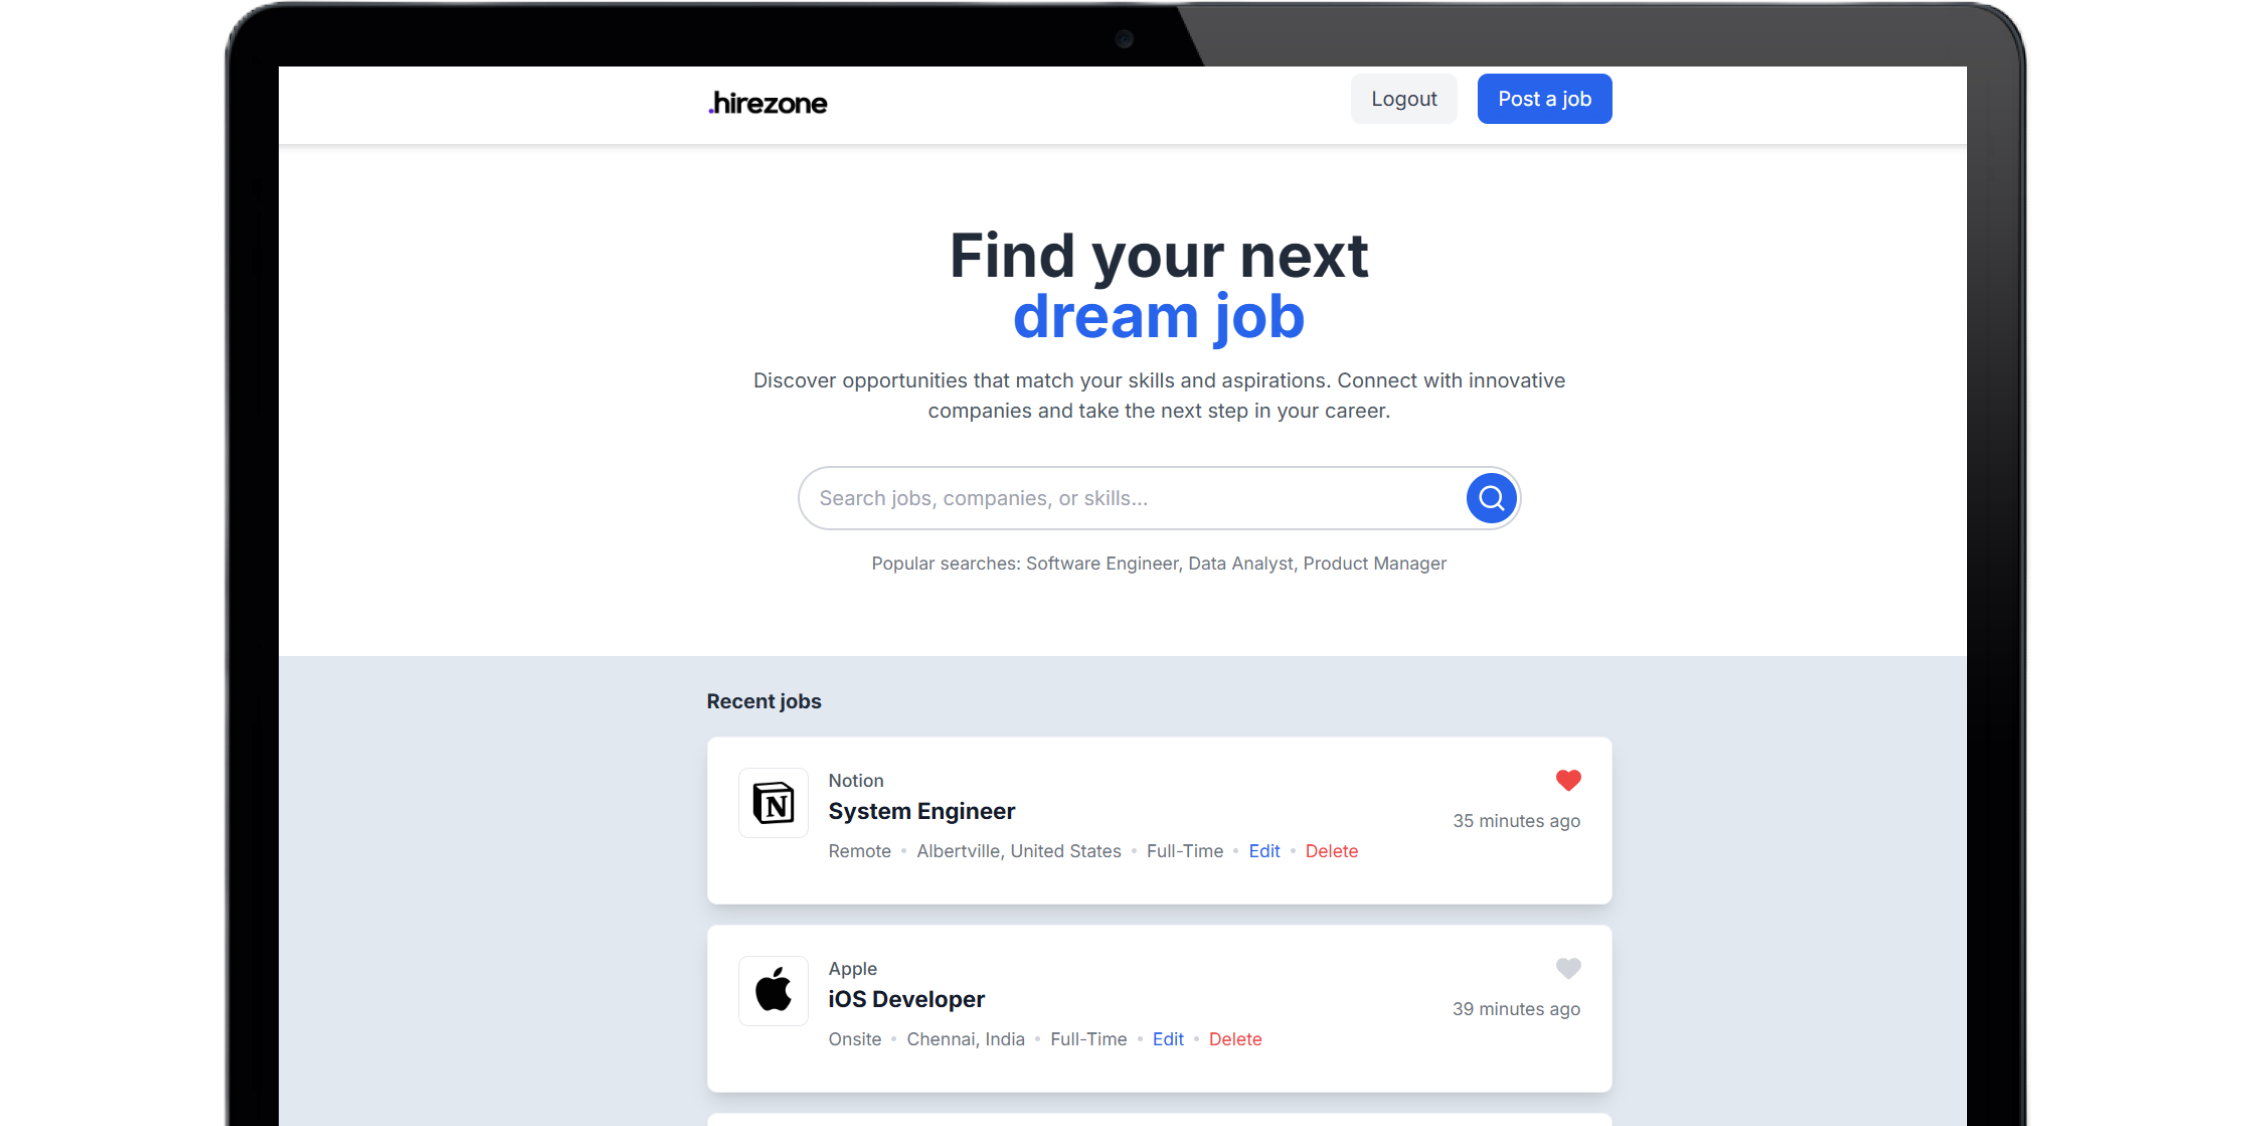 .hirezone
Logout
Post a job
Find your next
dream job
Discover opportunities that match your skills and aspirations. Connect with innovative
companies and take the next step in your career.
Search jobs, companies, or skills...
Popular searches: Software Engineer, Data Analyst, Product Manager
Recent jobs
N
Notion
System Engineer
35 minutes ago
Remote • Albertville, United States • Full-Time • Edit • Delete
Apple
iOS Developer
39 minutes ago
Onsite • Chennai, India • Full-Time • Edit • Delete